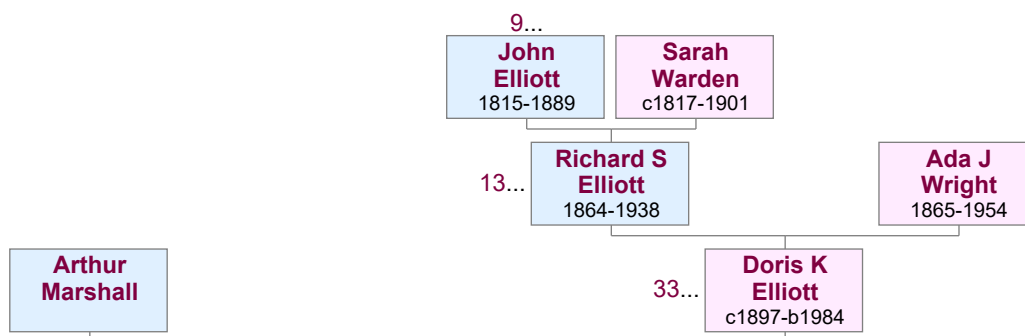 9...
John
Elliott
1815-1889
Sarah
Warden
c1817-1901
13...
Richard S
Elliott
1864-1938
Ada J
Wright
1865-1954
Arthur
Marshall
33...
Doris K
Elliott
c1897-b1984